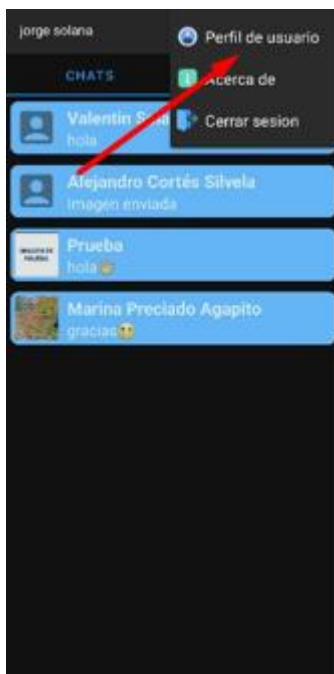 jorge solana
Perfil de usuario
CHATS
Acerca de
Cerrar sesion
Valentin
hola
Alejandro Cortés Silvela
Imagen enviada
Prueba
hola👏
Marina Preciado Agapito
gracias